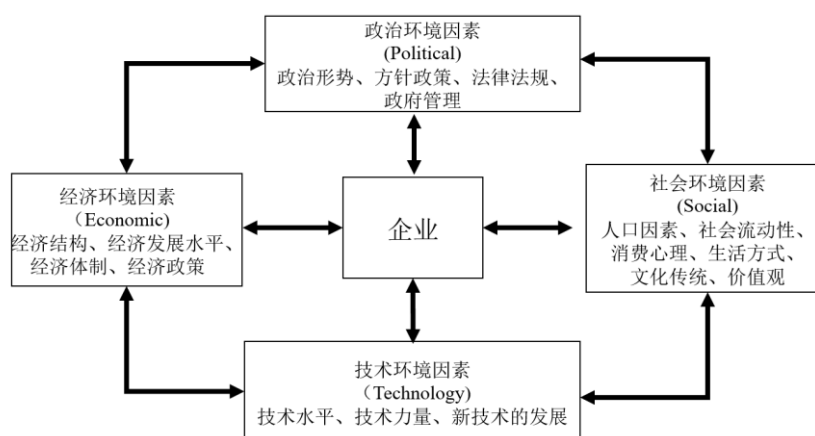 政治环境因素
(Political)
政治形势、方针政策、法律法规、
政府管理
经济环境因素
（Economic)
经济结构、经济发展水平、
经济体制、经济政策
企业
社会环境因素
(Social)
人口因素、社会流动性、
消费心理、生活方式、
文化传统、价值观
技术环境因素
（Technology)
技术水平、技术力量、新技术的发展